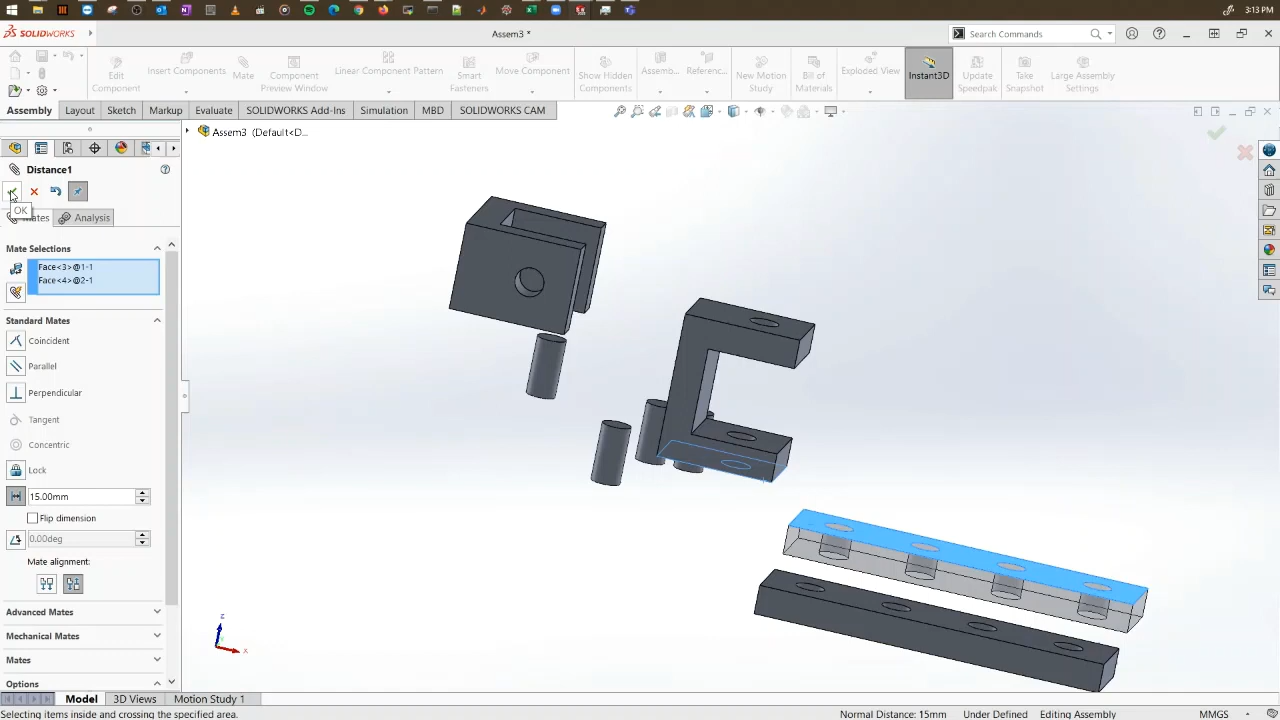 3:13 PM
SOLIDWORKS
Assem3 *
Search Commands
Edit Component
Insert Components
Mate
Component Preview Window
Linear Component Pattern
Smart Fasteners
Move Component
Show Hidden Components
Assemb...
Referenc...
New Motion Study
Bill of Materials
Exploded View
Instant3D
Update Speedpak
Take Snapshot
Large Assembly Settings
Assembly
Layout
Sketch
Markup
Evaluate
SOLIDWORKS Add-Ins
Simulation
MBD
SOLIDWORKS CAM
Assem3 (Default<D...
Distance1
OK
Mates
Analysis
Mate Selections
Face<3>@1-1
Face<4>@2-1
Standard Mates
Coincident
Parallel
Perpendicular
Tangent
Concentric
Lock
15.00mm
Flip dimension
0.00deg
Mate alignment:
Advanced Mates
Mechanical Mates
Mates
Options
Z
X
Model
3D Views
Motion Study 1
Selecting items inside and crossing the specified area.
Normal Distance: 15mm
Under Defined
Editing Assembly
MMGS